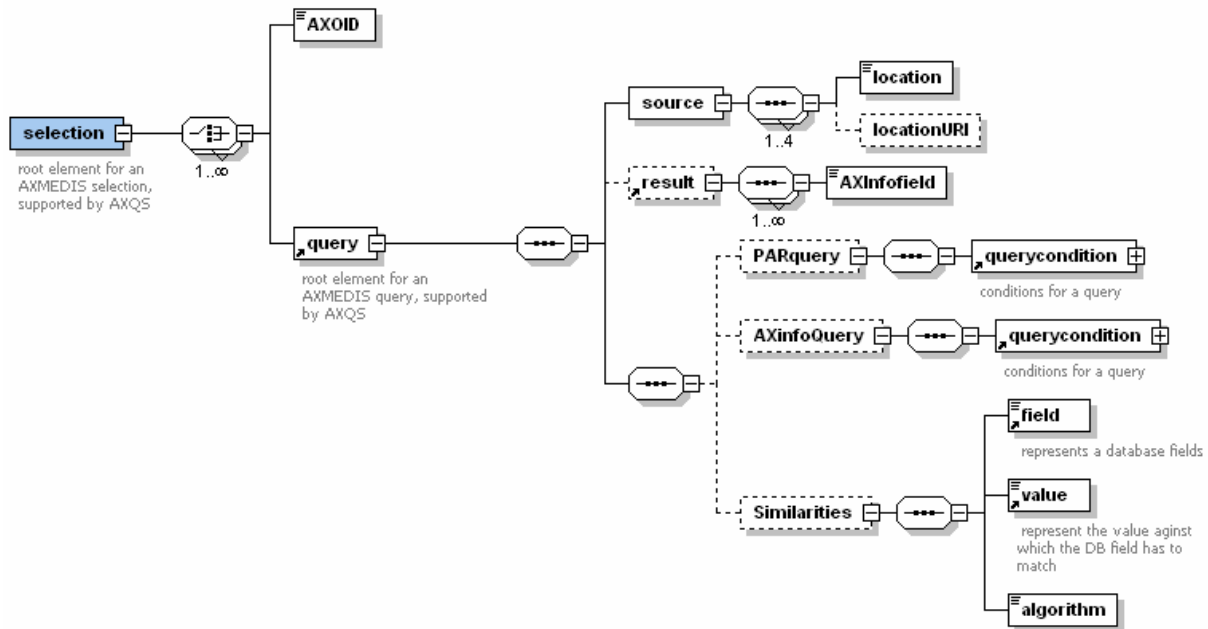 AXOID
selection
1..∞
root element for an
AXMEDIS selection,
supported by AXQS
query
root element for an
AXMEDIS query, supported
by AXQS
source
1..4
location
locationURI
result
1..∞
AXInfofield
PARquery
querycondition
conditions for a query
AXinfoQuery
querycondition
conditions for a query
Similarities
field
represents a database fields
value
represent the value aginst
which the DB field has to
match
algorithm